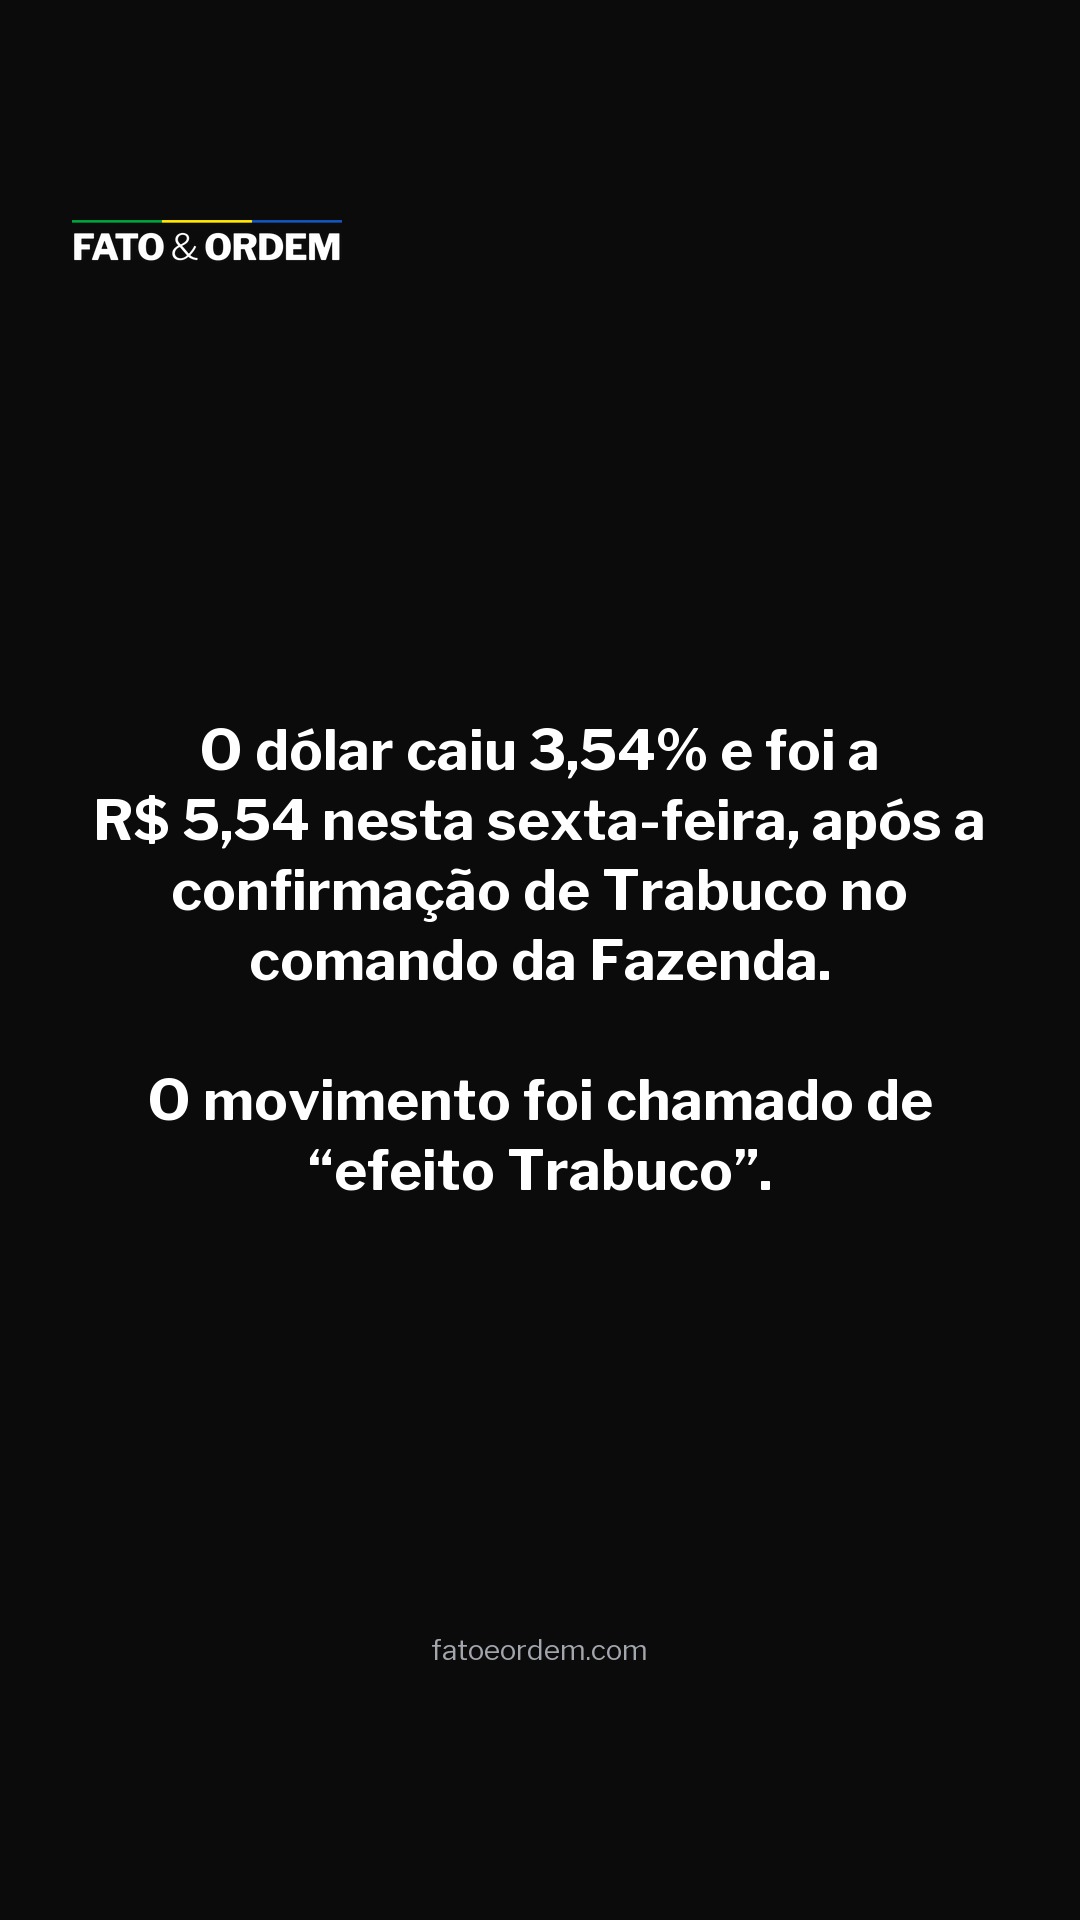 FATO & ORDEM
O dólar caiu 3,54% e foi a
R$ 5,54 nesta sexta-feira, após a
confirmação de Trabuco no
comando da Fazenda.
O movimento foi chamado de
“efeito Trabuco”.
fatoeordem.com